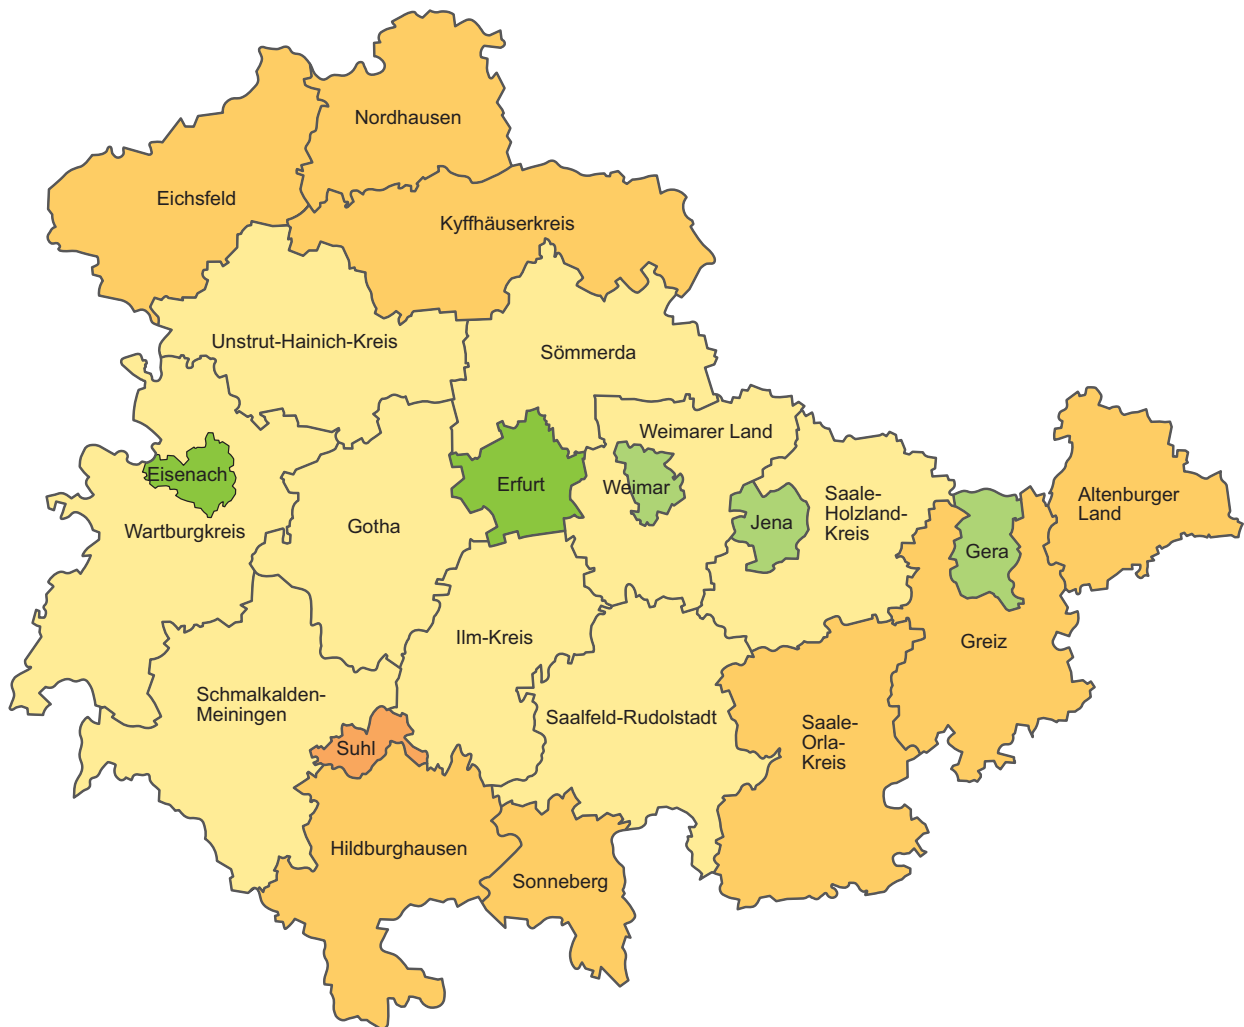 Nordhausen
Eichsfeld
Kyffhäuserkreis
Unstrut-Hainich-Kreis
Sömmerda
Weimarer Land
Eisenach
Erfurt
Weimar
Wartburgkreis
Gotha
Jena
Saale-
Holzland-
Kreis
Gera
Altenburger
Land
Ilm-Kreis
Greiz
Schmalkalden-
Meiningen
Saalfeld-Rudolstadt
Saale-
Orla-
Kreis
Suhl
Hildburghausen
Sonneberg